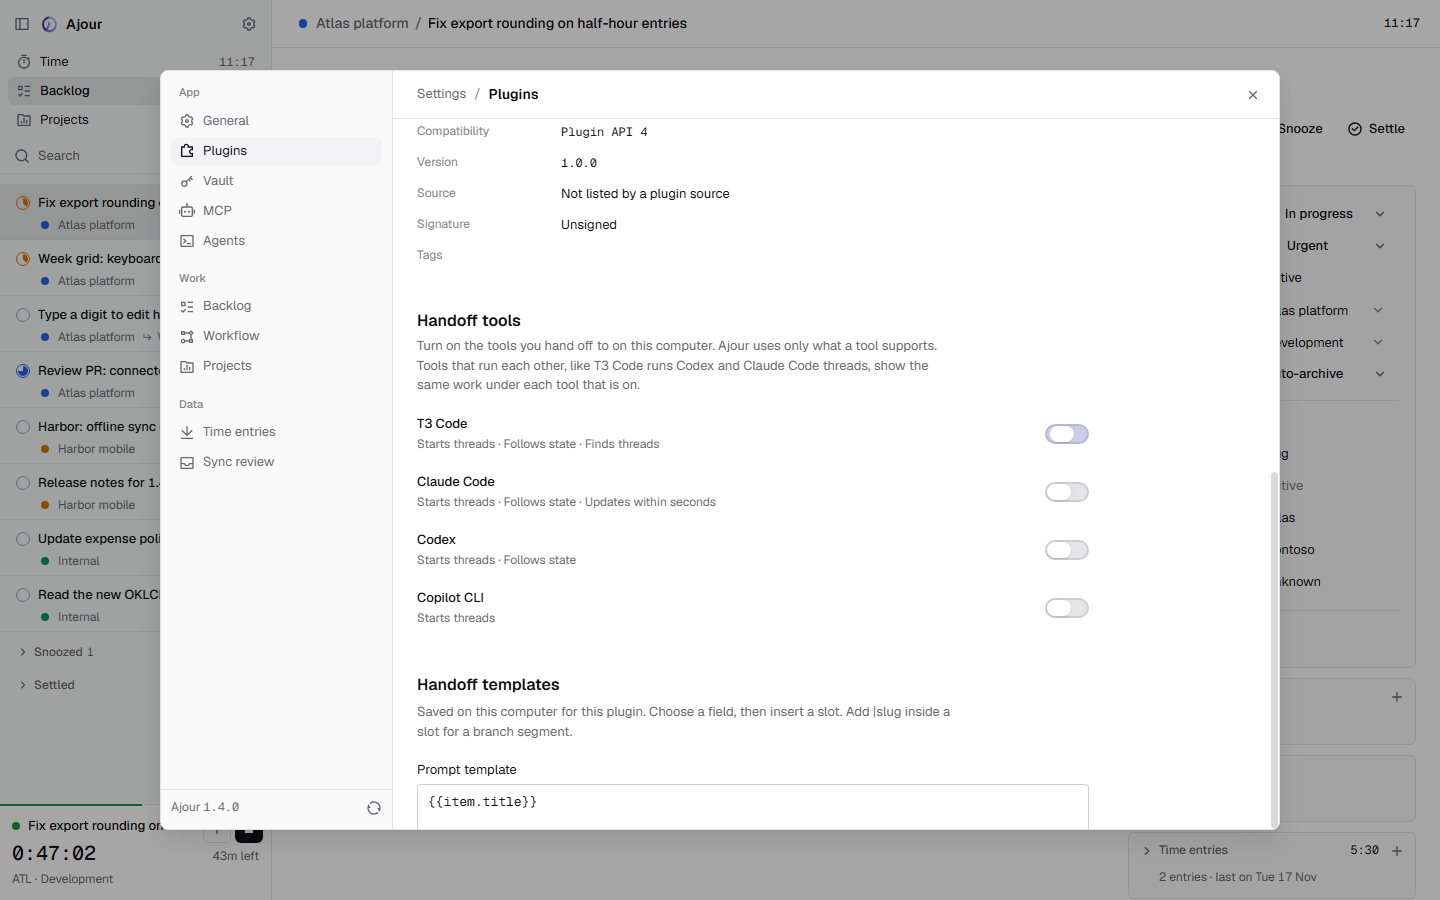 Ajour
Time
11:17
Backlog
Projects
Search
Fix export rounding
Atlas platform
Week grid: keyboard
Atlas platform
Type a digit to edit h
Atlas platform
Review PR: connect
Atlas platform
Harbor: offline sync
Harbor mobile
Release notes for 1.
Harbor mobile
Update expense poli
Internal
Read the new OKLC
Internal
Snoozed 1
Settled
Fix export rounding on
0:47:02
43m left
ATL · Development
Atlas platform / Fix export rounding on half-hour entries
11:17
Snooze
Settle
App
General
Plugins
Vault
MCP
Agents
Work
Backlog
Workflow
Projects
Data
Time entries
Sync review
Ajour 1.4.0
Settings / Plugins
Compatibility
Plugin API 4
Version
1.0.0
Source
Not listed by a plugin source
Signature
Unsigned
Tags
Handoff tools
Turn on the tools you hand off to on this computer. Ajour uses only what a tool supports.
Tools that run each other, like T3 Code runs Codex and Claude Code threads, show the
same work under each tool that is on.
T3 Code
Starts threads · Follows state · Finds threads
Claude Code
Starts threads · Follows state · Updates within seconds
Codex
Starts threads · Follows state
Copilot CLI
Starts threads
Handoff templates
Saved on this computer for this plugin. Choose a field, then insert a slot. Add |slug inside a
slot for a branch segment.
Prompt template
{{item.title}}
In progress
Urgent
tive
las platform
velopment
to-archive
g
tive
las
ontoso
known
Time entries
5:30
2 entries · last on Tue 17 Nov